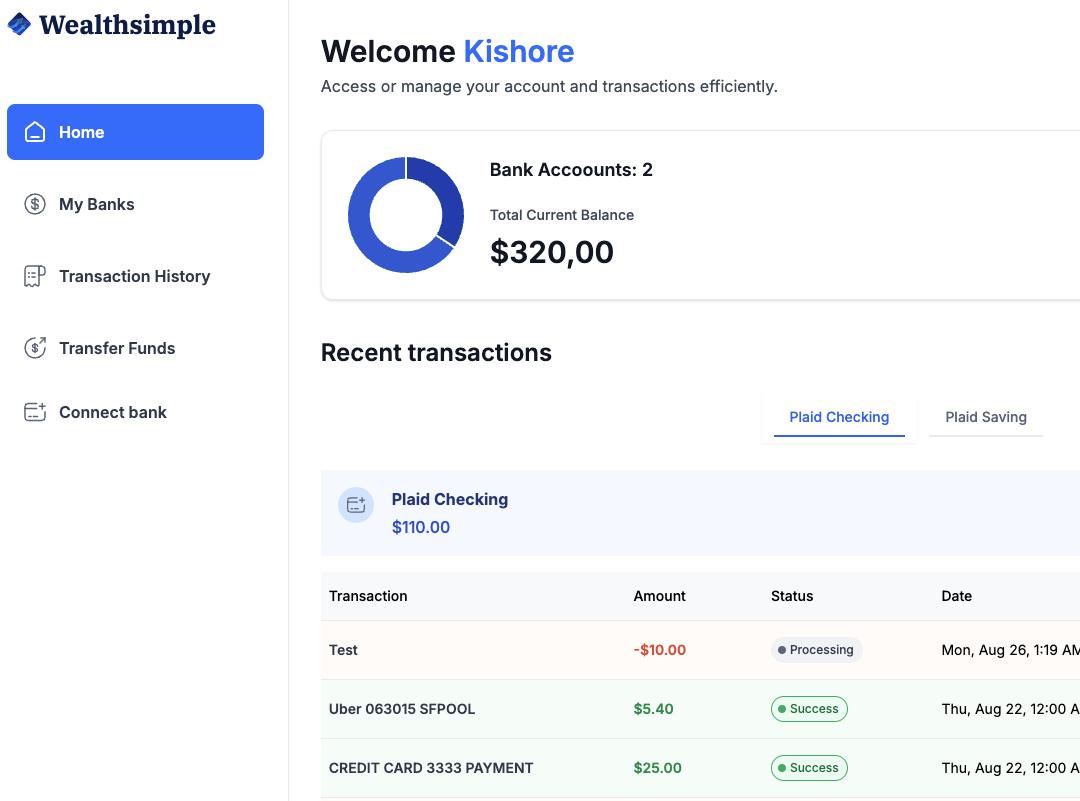 Wealthsimple
Home
My Banks
Transaction History
Transfer Funds
Connect bank
Welcome Kishore
Access or manage your account and transactions efficiently.
Bank Accoounts: 2
Total Current Balance
$320,00
Recent transactions
Plaid Checking Plaid Saving
Plaid Checking
$110.00
Transaction Amount Status Date
Test -$10.00 Processing Mon, Aug 26, 1:19 AM
Uber 063015 SFPOOL $5.40 Success Thu, Aug 22, 12:00 A
CREDIT CARD 3333 PAYMENT $25.00 Success Thu, Aug 22, 12:00 A